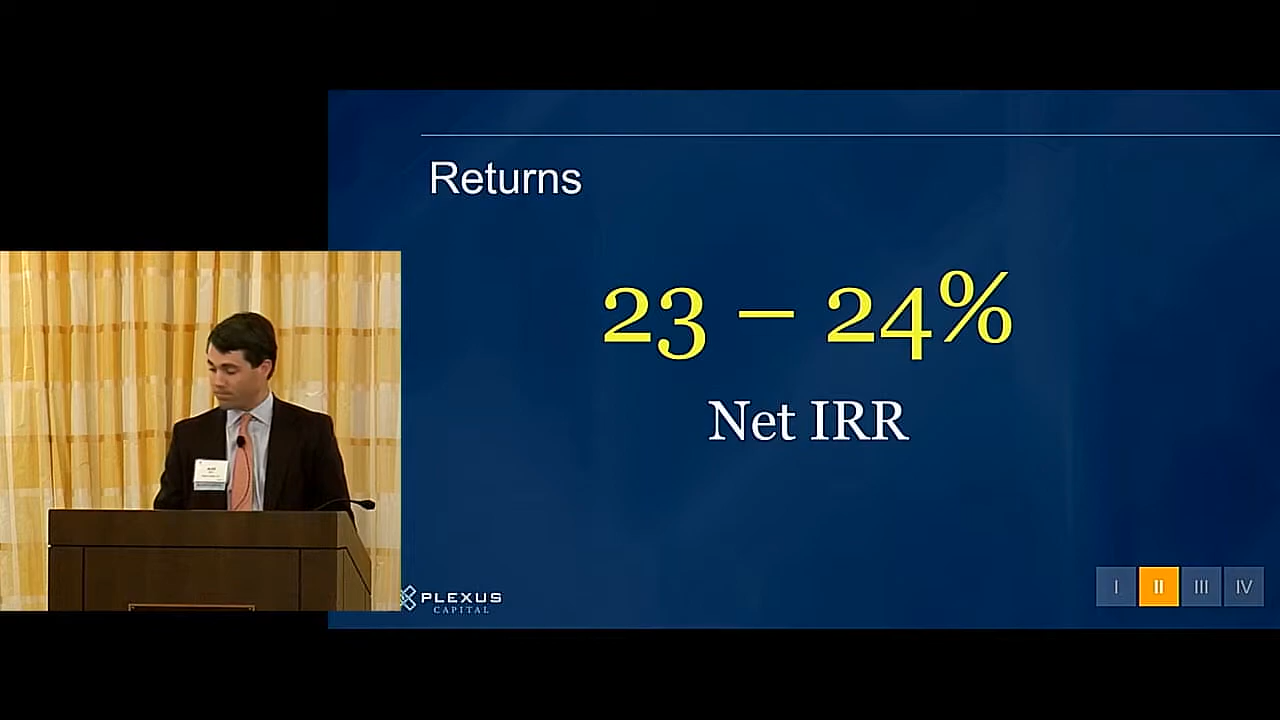 Returns
23 – 24%
Net IRR
PLEXUS
CAPITAL
I II III IV